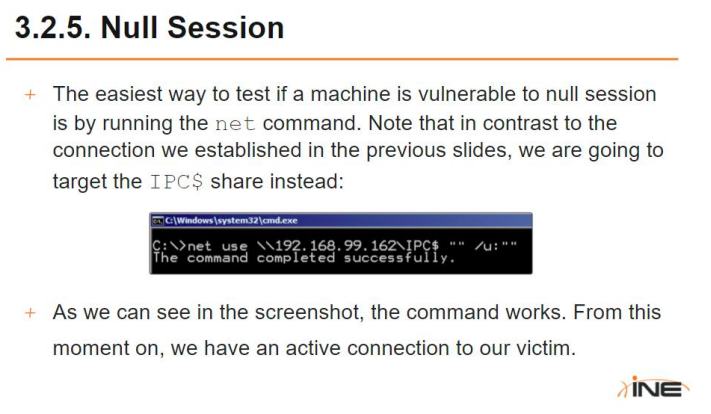 3.2.5. Null Session
+ The easiest way to test if a machine is vulnerable to null session
is by running the net command. Note that in contrast to the
connection we established in the previous slides, we are going to
target the IPC$ share instead:
C:\Windows\system32\cmd.exe
C:\>net use \\192.168.99.162\IPC$ "" /u:""
The command completed successfully.
+ As we can see in the screenshot, the command works. From this
moment on, we have an active connection to our victim.
INE